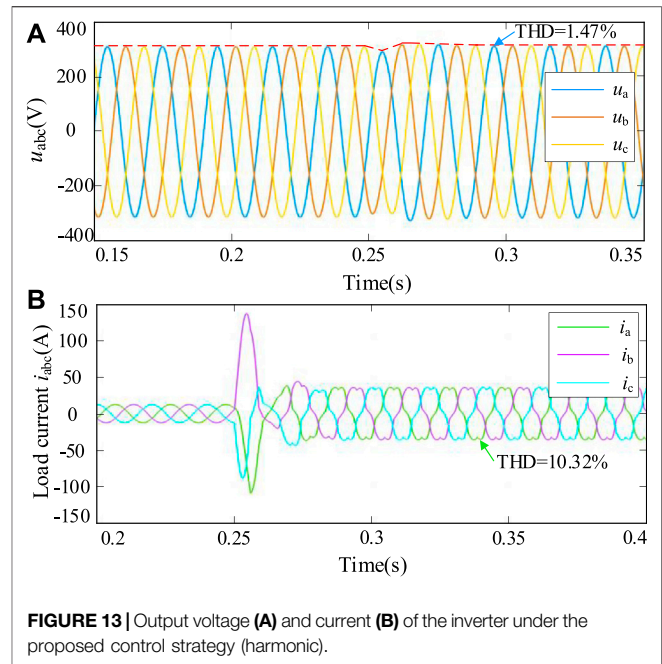 A
THD=1.47%
400
200
0
-200
-400
u_abc(V)
u_a
u_b
u_c
0.15 0.2 0.25 0.3 0.35
Time(s)
B
150
100
50
0
-50
-100
-150
Load current i_abc(A)
i_a
i_b
i_c
THD=10.32%
0.2 0.25 0.3 0.35 0.4
Time(s)
FIGURE 13 | Output voltage (A) and current (B) of the inverter under the
proposed control strategy (harmonic).